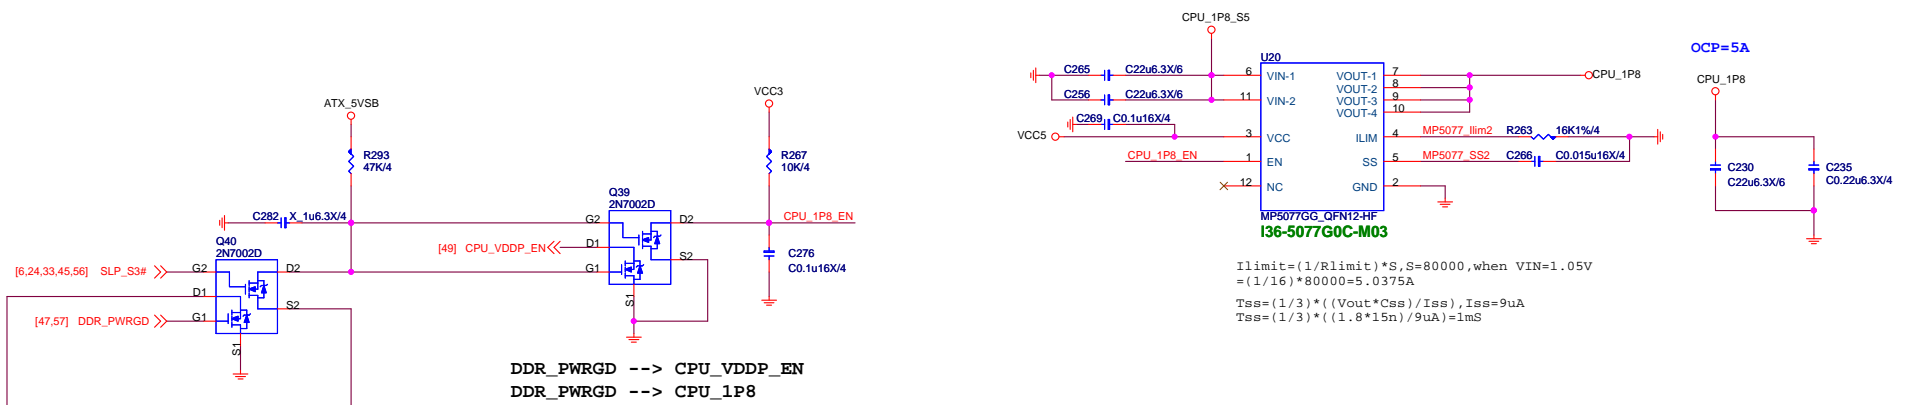 CPU_1P8_S5
OCP=5A
U20
C265 C22u6.3X/6
6 VIN-1 VOUT-1 7
CPU_1P8
CPU_1P8
VOUT-2 8
VCC3
C256 C22u6.3X/6
11 VIN-2 VOUT-3 9
ATX_5VSB
VOUT-4 10
C269 C0.1u16X/4
VCC5
3 VCC ILIM 4
MP5077_Ilim2 R263 16K1%/4
R293
47K/4
R267
10K/4
CPU_1P8_EN
1 EN SS 5
MP5077_SS2 C266 C0.015u16X/4
C230
C22u6.3X/6
C235
C0.22u6.3X/4
12 NC GND 2
Q39
2N7002D
C282 X_1u6.3X/4
G2 D2
CPU_1P8_EN
MP5077GG_QFN12-HF
I36-5077G0C-M03
Q40
2N7002D
[49] CPU_VDDP_EN
D1
S2
C276
C0.1u16X/4
[6,24,33,45,56] SLP_S3#
G2 D2
G1
Ilimit=(1/Rlimit)*S,S=80000,when VIN=1.05V
=(1/16)*80000=5.0375A
D1
S2
S1
Tss=(1/3)*((Vout*Css)/Iss),Iss=9uA
Tss=(1/3)*((1.8*15n)/9uA)=1mS
[47,57] DDR_PWRGD
G1
S1
DDR_PWRGD --> CPU_VDDP_EN
DDR_PWRGD --> CPU_1P8